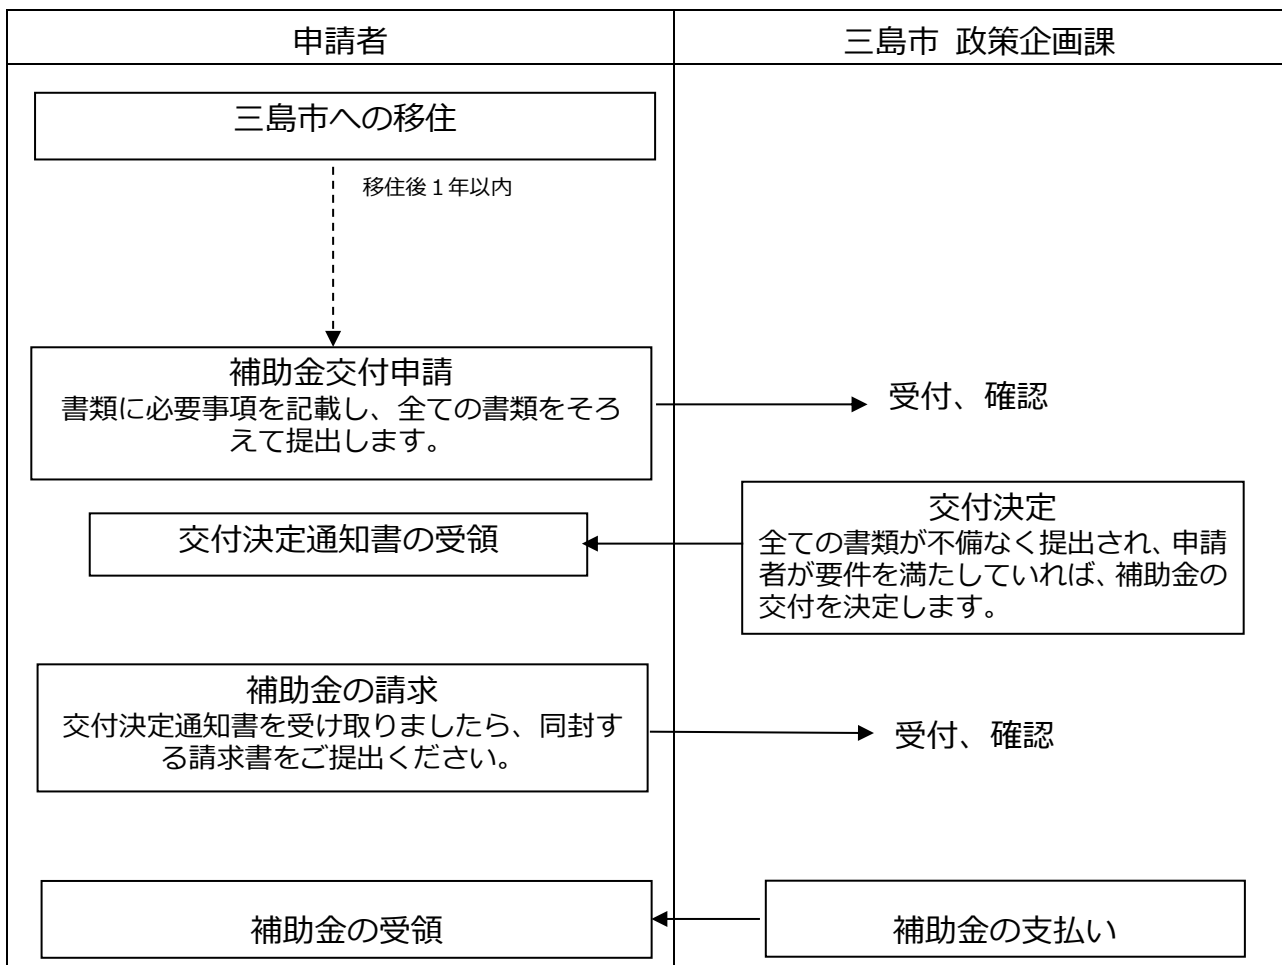 申請者
三島市 政策企画課
三島市への移住
移住後１年以内
補助金交付申請
書類に必要事項を記載し、全ての書類をそろ
えて提出します。
受付、確認
交付決定
全ての書類が不備なく提出され、申請
者が要件を満たしていれば、補助金の
交付を決定します。
交付決定通知書の受領
補助金の請求
交付決定通知書を受け取りましたら、同封す
る請求書をご提出ください。
受付、確認
補助金の支払い
補助金の受領